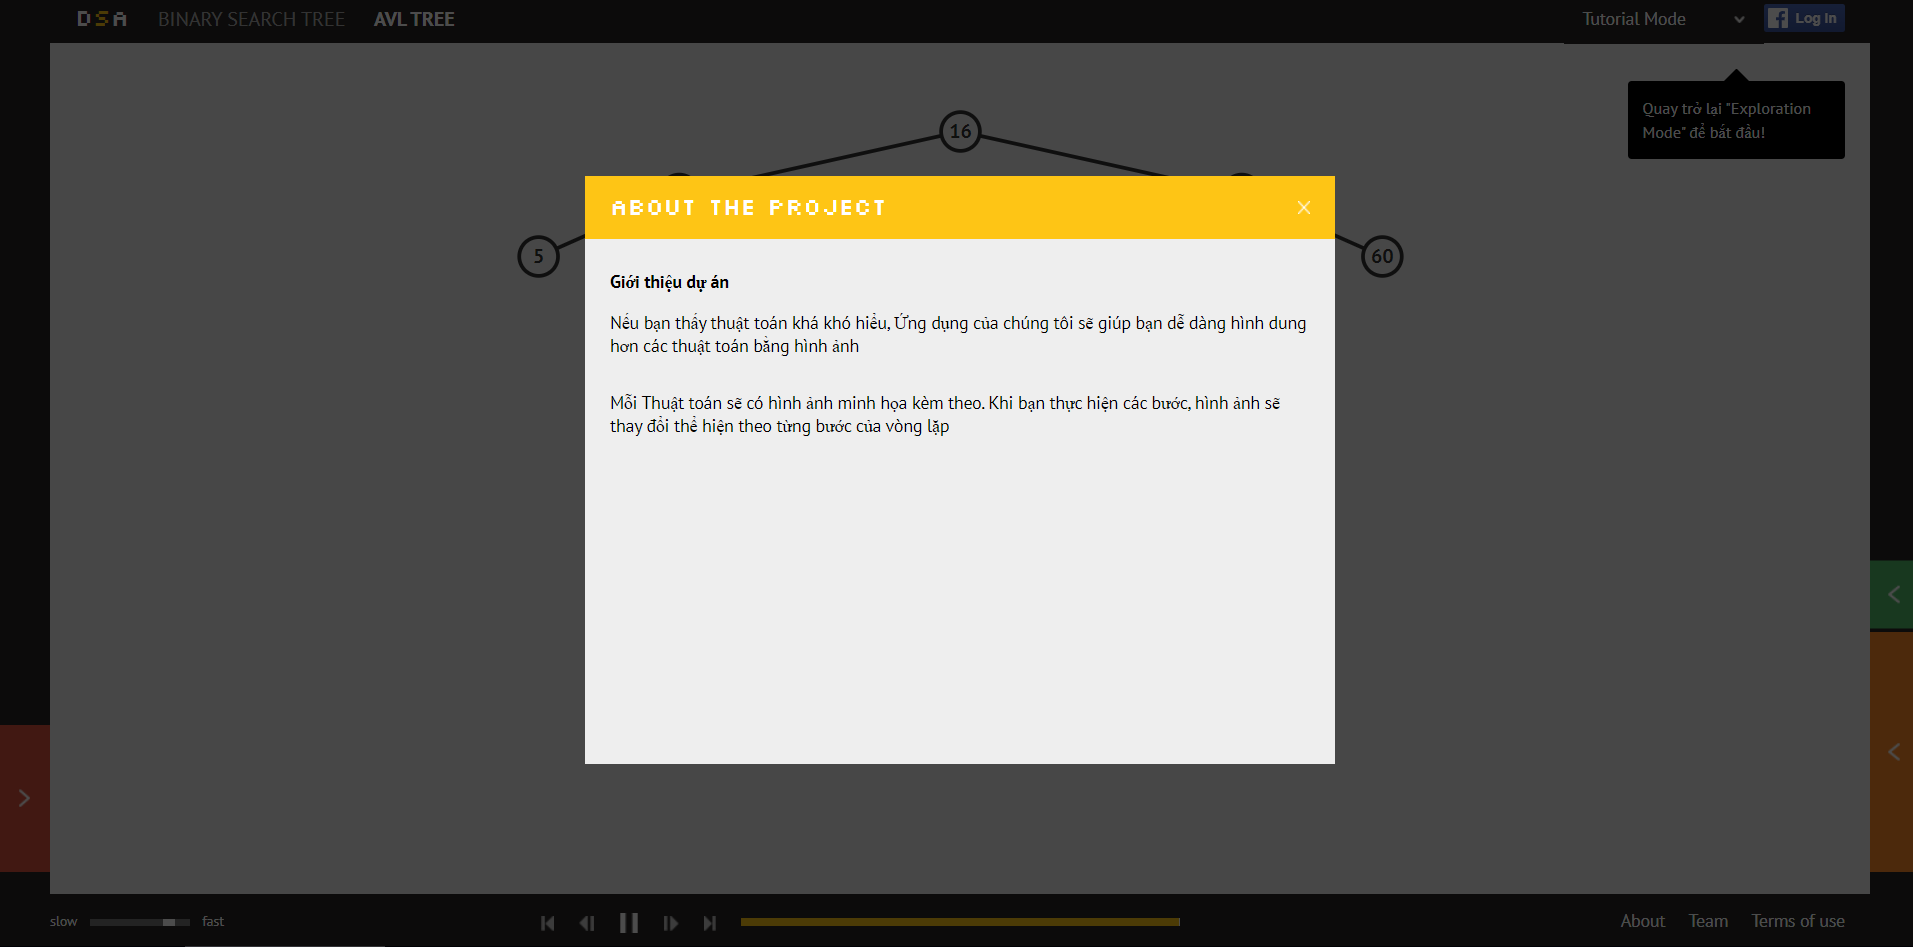 DSA BINARY SEARCH TREE AVL TREE Tutorial Mode Log In
Quay trở lại "Exploration
Mode" để bắt đầu!
16
ABOUT THE PROJECT
5
60
Giới thiệu dự án
Nếu bạn thấy thuật toán khá khó hiểu, Ứng dụng của chúng tôi sẽ giúp bạn dễ dàng hình dung
hơn các thuật toán bằng hình ảnh
Mỗi Thuật toán sẽ có hình ảnh minh họa kèm theo. Khi bạn thực hiện các bước, hình ảnh sẽ
thay đổi thể hiện theo từng bước của vòng lặp
slow fast About Team Terms of use